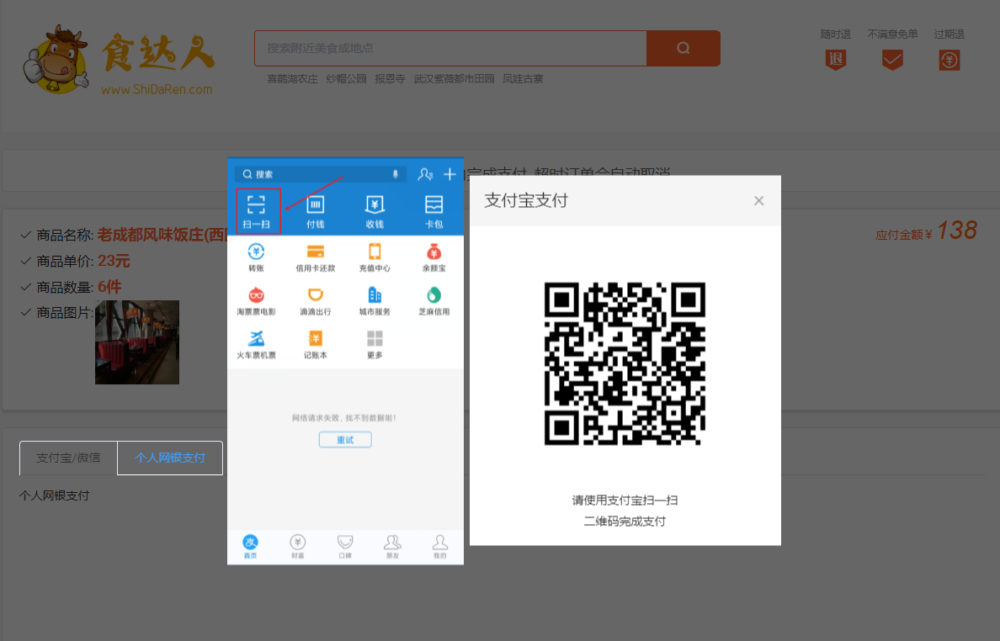 食达人
www.ShiDaRen.com
搜索附近美食或地点
喜鹊湖农庄 纱帽公园 报恩寺 武汉紫薇都市田园 凤娃古寨
随时退 不满意免单 过期退
退
完成支付, 超时订单会自动取消
商品名称: 老成都风味饭庄(西
商品单价: 23元
商品数量: 6件
商品图片:
应付金额¥ 138
支付宝/微信 个人网银支付
个人网银支付
搜索
扫一扫 付钱 收钱 卡包
转账 信用卡还款 充值中心 余额宝
淘票票电影 滴滴出行 城市服务 芝麻信用
火车票机票 记账本 更多
网络请求失败, 找不到数据啦!
重试
首页 财富 口碑 朋友 我的
支付宝支付
请使用支付宝扫一扫
二维码完成支付